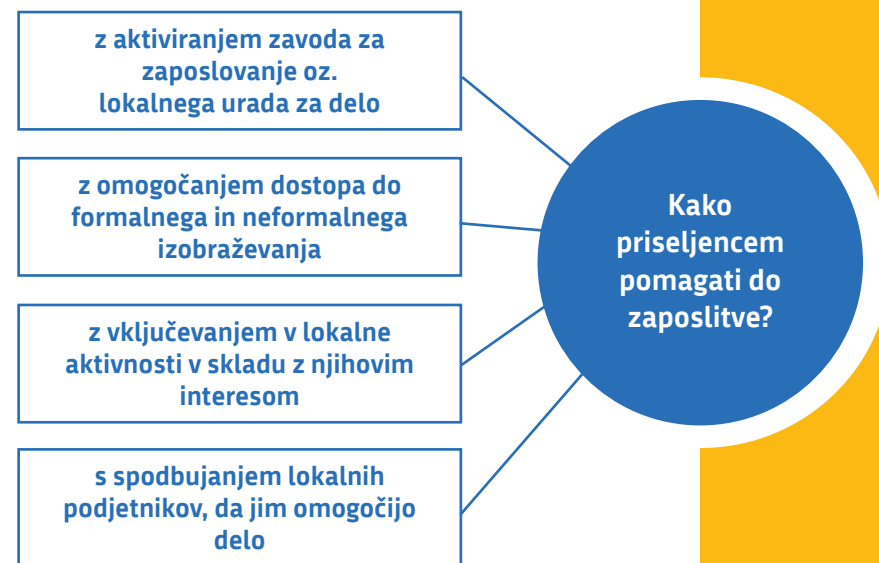 z aktiviranjem zavoda za
zaposlovanje oz.
lokalnega urada za delo
z omogočanjem dostopa do
formalnega in neformalnega
izobraževanja
z vključevanjem v lokalne
aktivnosti v skladu z njihovim
interesom
s spodbujanjem lokalnih
podjetnikov, da jim omogočijo
delo
Kako
priseljencem
pomagati do
zaposlitve?